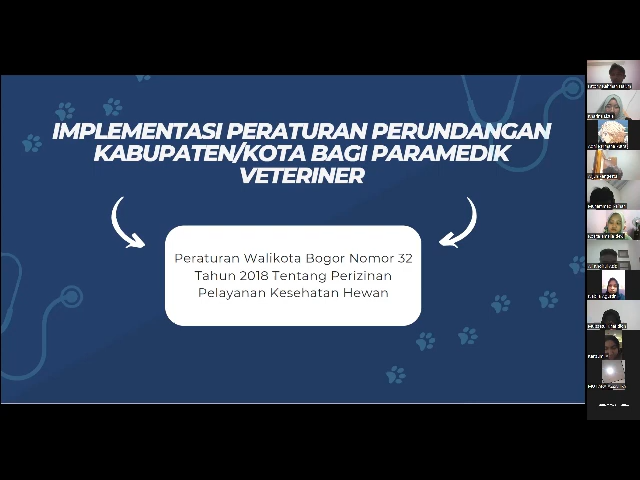 IMPLEMENTASI PERATURAN PERUNDANGAN
KABUPATEN/KOTA BAGI PARAMEDIK
VETERINER
Peraturan Walikota Bogor Nomor 32
Tahun 2018 Tentang Perizinan
Pelayanan Kesehatan Hewan